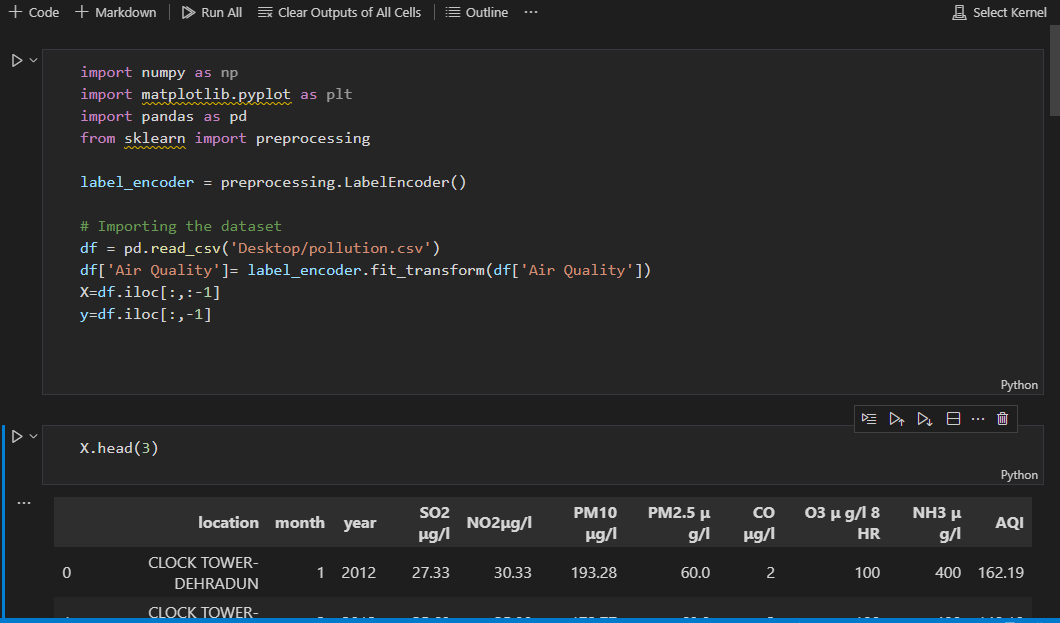 Code Markdown Run All Clear Outputs of All Cells Outline ... Select Kernel
import numpy as np
import matplotlib.pyplot as plt
import pandas as pd
from sklearn import preprocessing
label_encoder = preprocessing.LabelEncoder()
# Importing the dataset
df = pd.read_csv('Desktop/pollution.csv')
df['Air Quality']= label_encoder.fit_transform(df['Air Quality'])
X=df.iloc[:,:-1]
y=df.iloc[:,-1]
Python
X.head(3)
Python
location month year SO2 µg/l NO2µg/l PM10 µg/l PM2.5 µ g/l CO µg/l O3 µ g/l 8 HR NH3 µ g/l AQI
0 CLOCK TOWER-DEHRADUN 1 2012 27.33 30.33 193.28 60.0 2 100 400 162.19
CLOCK TOWER-